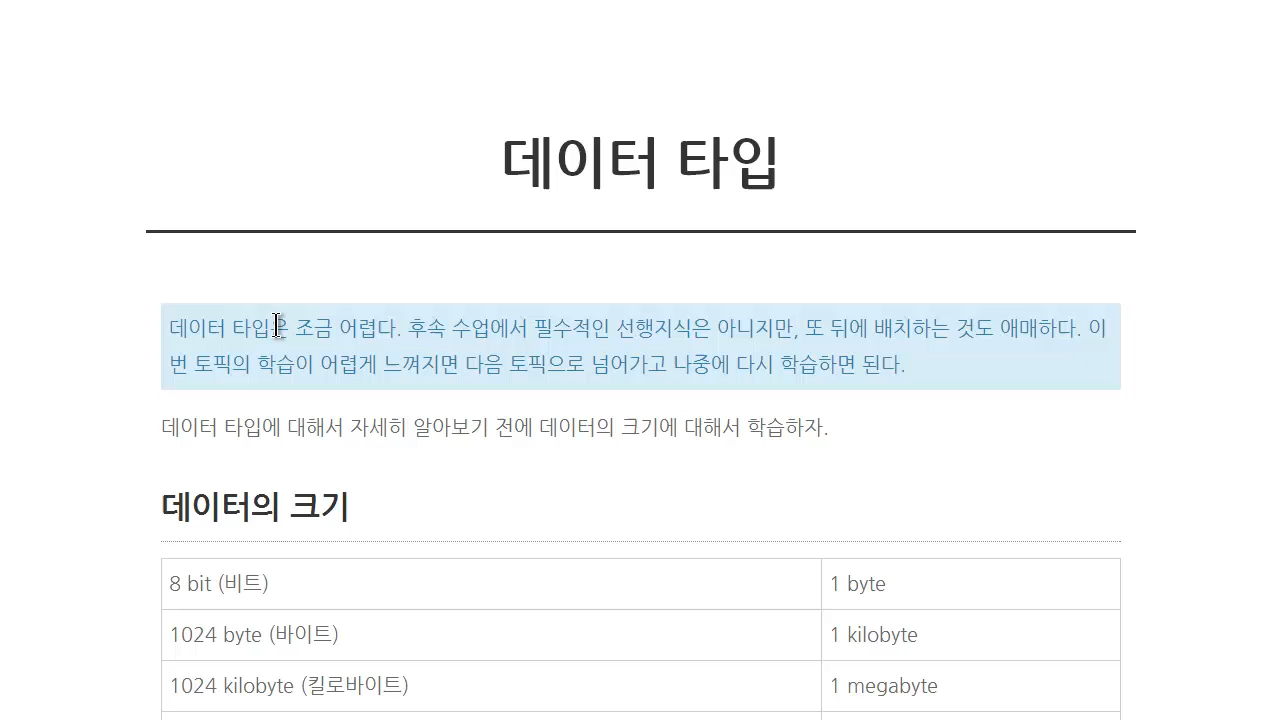 데이터 타입
데이터 타입은 조금 어렵다. 후속 수업에서 필수적인 선행지식은 아니지만, 또 뒤에 배치하는 것도 애매하다. 이
번 토픽의 학습이 어렵게 느껴지면 다음 토픽으로 넘어가고 나중에 다시 학습하면 된다.
데이터 타입에 대해서 자세히 알아보기 전에 데이터의 크기에 대해서 학습하자.
데이터의 크기
8 bit (비트) 1 byte
1024 byte (바이트) 1 kilobyte
1024 kilobyte (킬로바이트) 1 megabyte